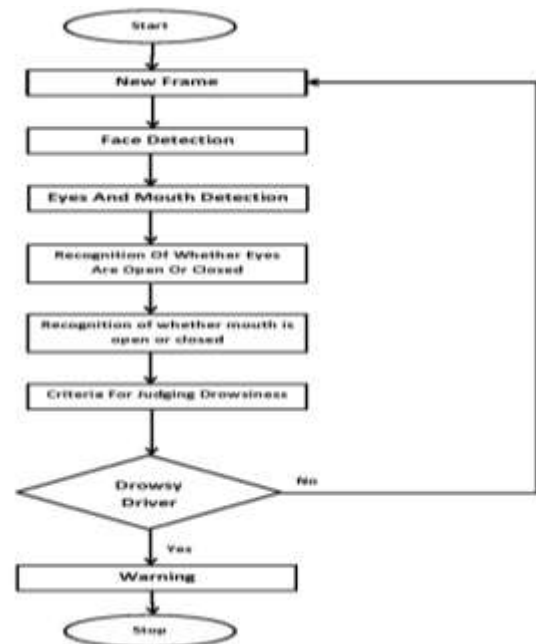 Start
New Frame
Face Detection
Eyes And Mouth Detection
Recognition Of Whether Eyes
Are Open Or Closed
Recognition of whether mouth is
open or closed
Criteria For Judging Drowsiness
Drowsy
Driver
No
Yes
Warning
Stop